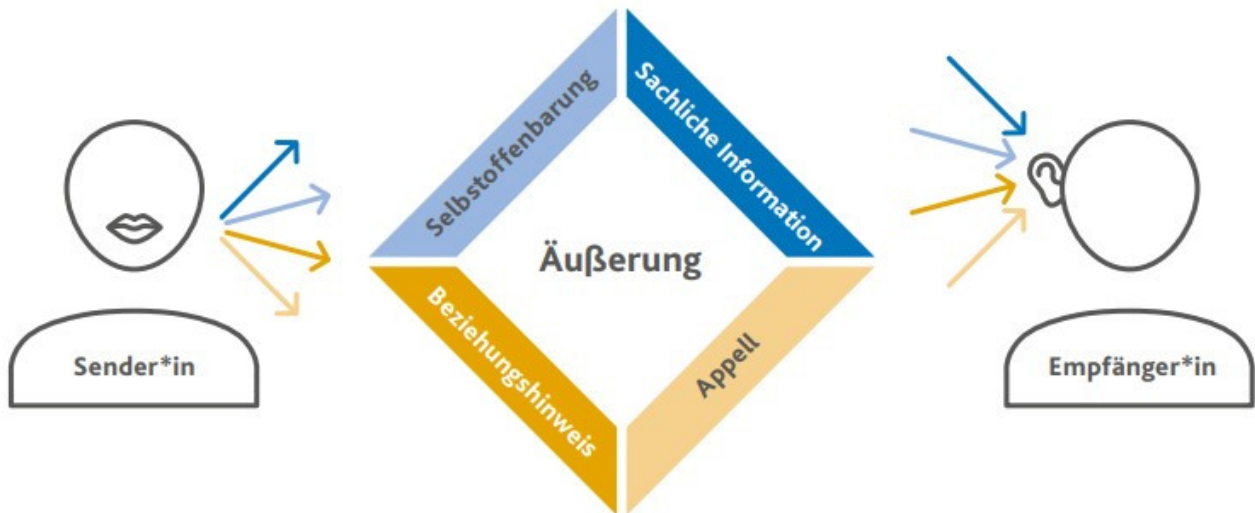 Selbstoffenbarung
Sachliche Information
Äußerung
Sender*in
Empfänger*in
Beziehungshinweis
Appell